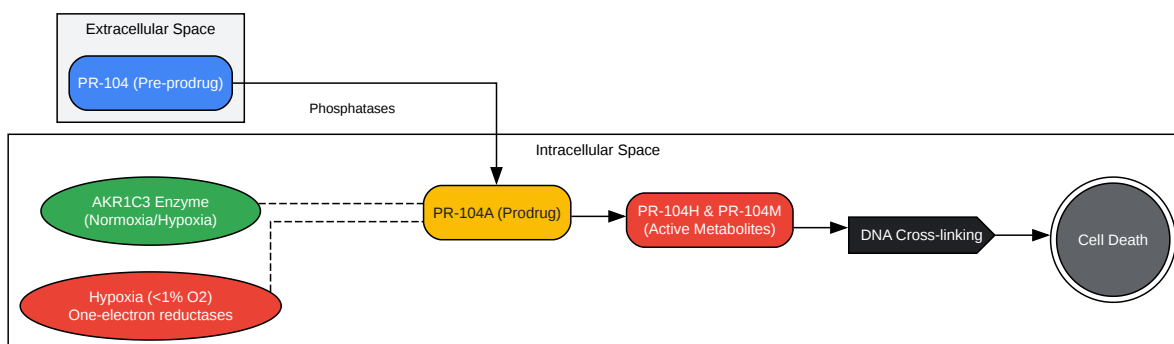 Extracellular Space
PR-104 (Pre-prodrug)
Phosphatases
Intracellular Space
AKR1C3 Enzyme
(Normoxia/Hypoxia)
PR-104A (Prodrug)
PR-104H & PR-104M
(Active Metabolites)
DNA Cross-linking
Cell Death
Hypoxia (<1% O2)
One-electron reductases